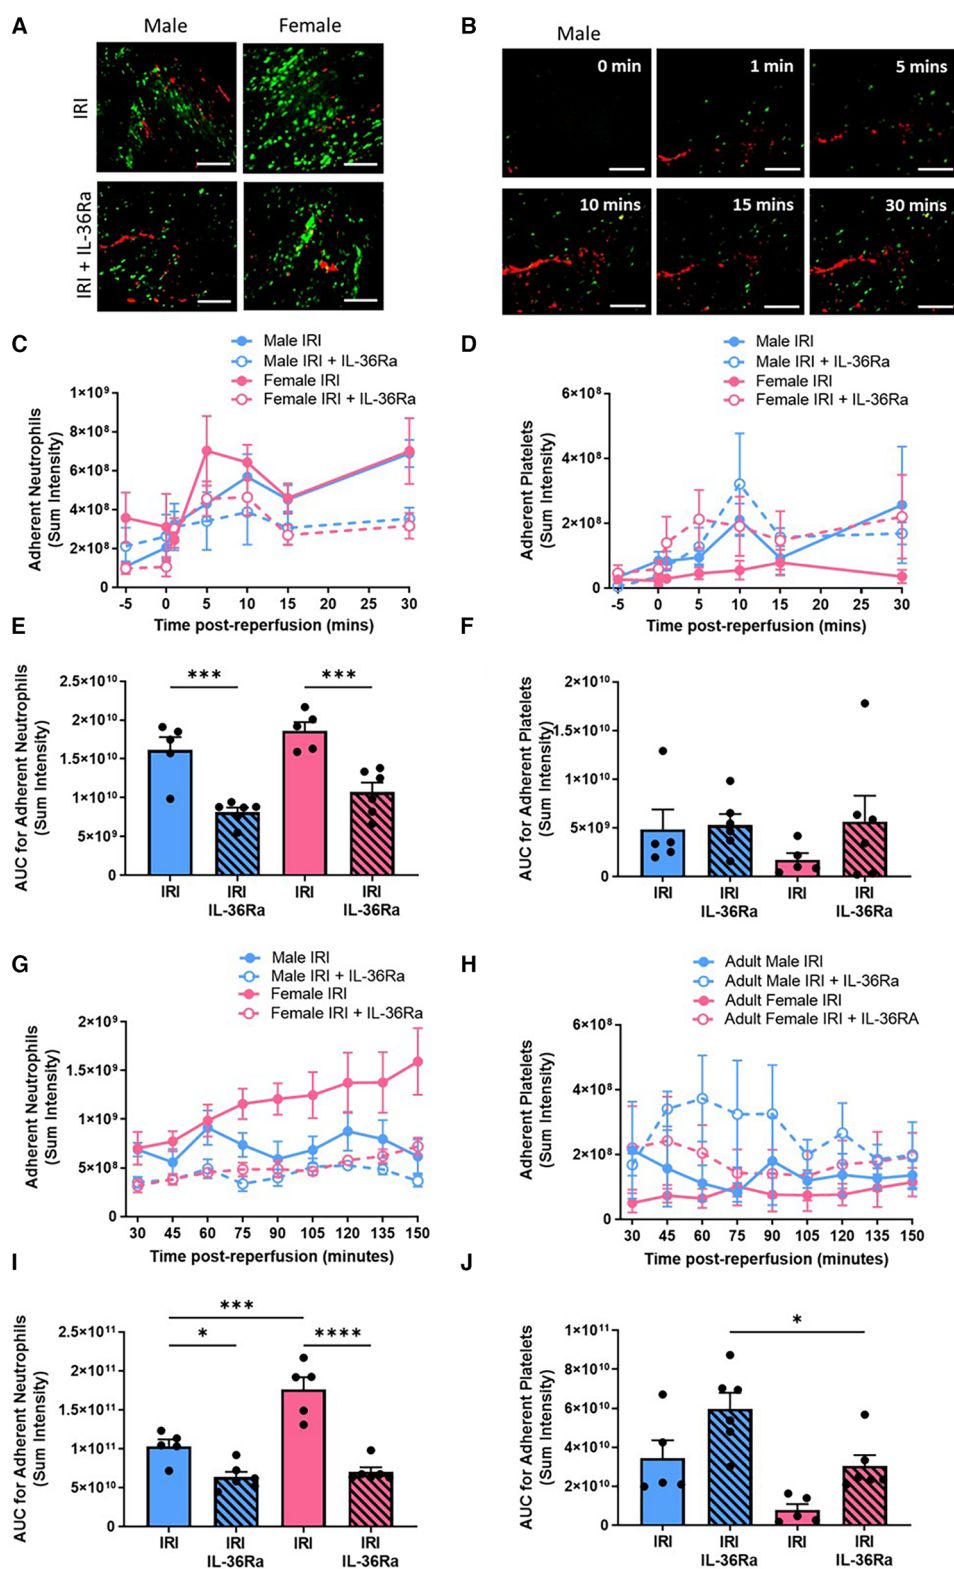 A
Male
Female
IRI
IRI + IL-36Ra
B
Male
0 min
1 min
5 mins
10 mins
15 mins
30 mins
C
Male IRI
Male IRI + IL-36Ra
Female IRI
Female IRI + IL-36Ra
Adherent Neutrophils
(Sum Intensity)
1×10⁹
8×10⁸
6×10⁸
4×10⁸
2×10⁸
0
-5 0 5 10 15 20 25 30
Time post-reperfusion (mins)
D
Male IRI
Male IRI + IL-36Ra
Female IRI
Female IRI + IL-36Ra
Adherent Platelets
(Sum Intensity)
6×10⁸
4×10⁸
2×10⁸
0
-5 0 5 10 15 20 25 30
Time post-reperfusion (mins)
E
AUC for Adherent Neutrophils
(Sum Intensity)
2.5×10¹⁰
2×10¹⁰
1.5×10¹⁰
1×10¹⁰
5×10⁹
0
*** ***
IRI IRI IRI IRI
IL-36Ra IL-36Ra
F
AUC for Adherent Platelets
(Sum Intensity)
2×10¹⁰
1.5×10¹⁰
1×10¹⁰
5×10⁹
0
IRI IRI IRI IRI
IL-36Ra IL-36Ra
G
Male IRI
Male IRI + IL-36Ra
Female IRI
Female IRI + IL-36Ra
Adherent Neutrophils
(Sum Intensity)
2×10⁹
1.5×10⁹
1×10⁹
5×10⁸
0
30 45 60 75 90 105 120 135 150
Time post-reperfusion (minutes)
H
Adult Male IRI
Adult Male IRI + IL-36Ra
Adult Female IRI
Adult Female IRI + IL-36RA
Adherent Platelets
(Sum Intensity)
6×10⁸
4×10⁸
2×10⁸
0
30 45 60 75 90 105 120 135 150
Time post-reperfusion (minutes)
I
AUC for Adherent Neutrophils
(Sum Intensity)
2.5×10¹¹
2×10¹¹
1.5×10¹¹
1×10¹¹
5×10¹⁰
0
***
* ****
IRI IRI IRI IRI
IL-36Ra IL-36Ra
J
AUC for Adherent Platelets
(Sum Intensity)
1×10¹¹
8×10¹⁰
6×10¹⁰
4×10¹⁰
2×10¹⁰
0
*
IRI IRI IRI IRI
IL-36Ra IL-36Ra